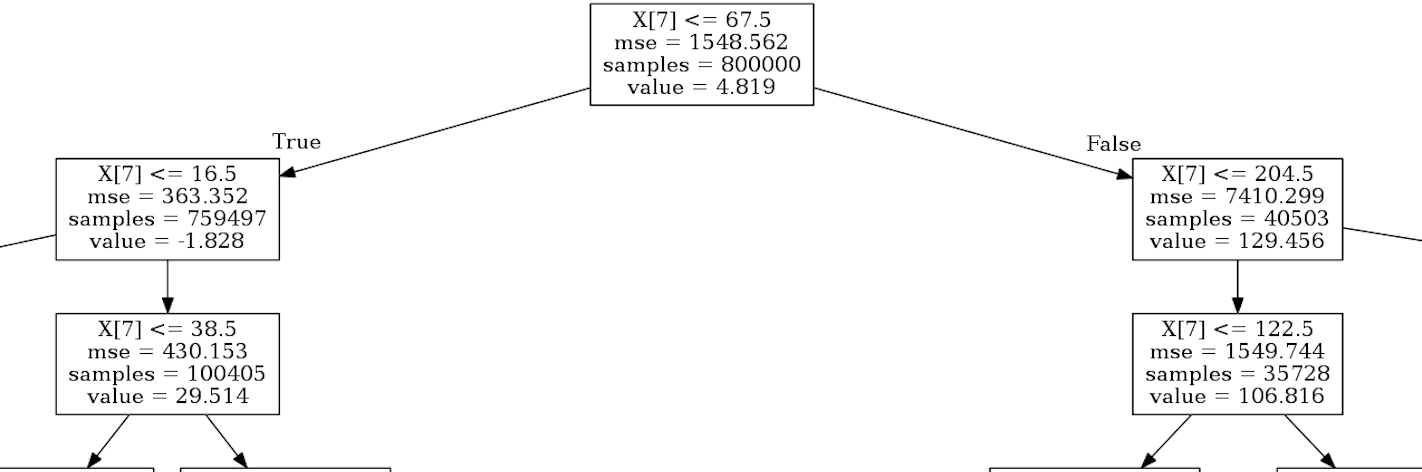 X[7] <= 67.5
mse = 1548.562
samples = 800000
value = 4.819
True
False
X[7] <= 16.5
mse = 363.352
samples = 759497
value = -1.828
X[7] <= 204.5
mse = 7410.299
samples = 40503
value = 129.456
X[7] <= 38.5
mse = 430.153
samples = 100405
value = 29.514
X[7] <= 122.5
mse = 1549.744
samples = 35728
value = 106.816